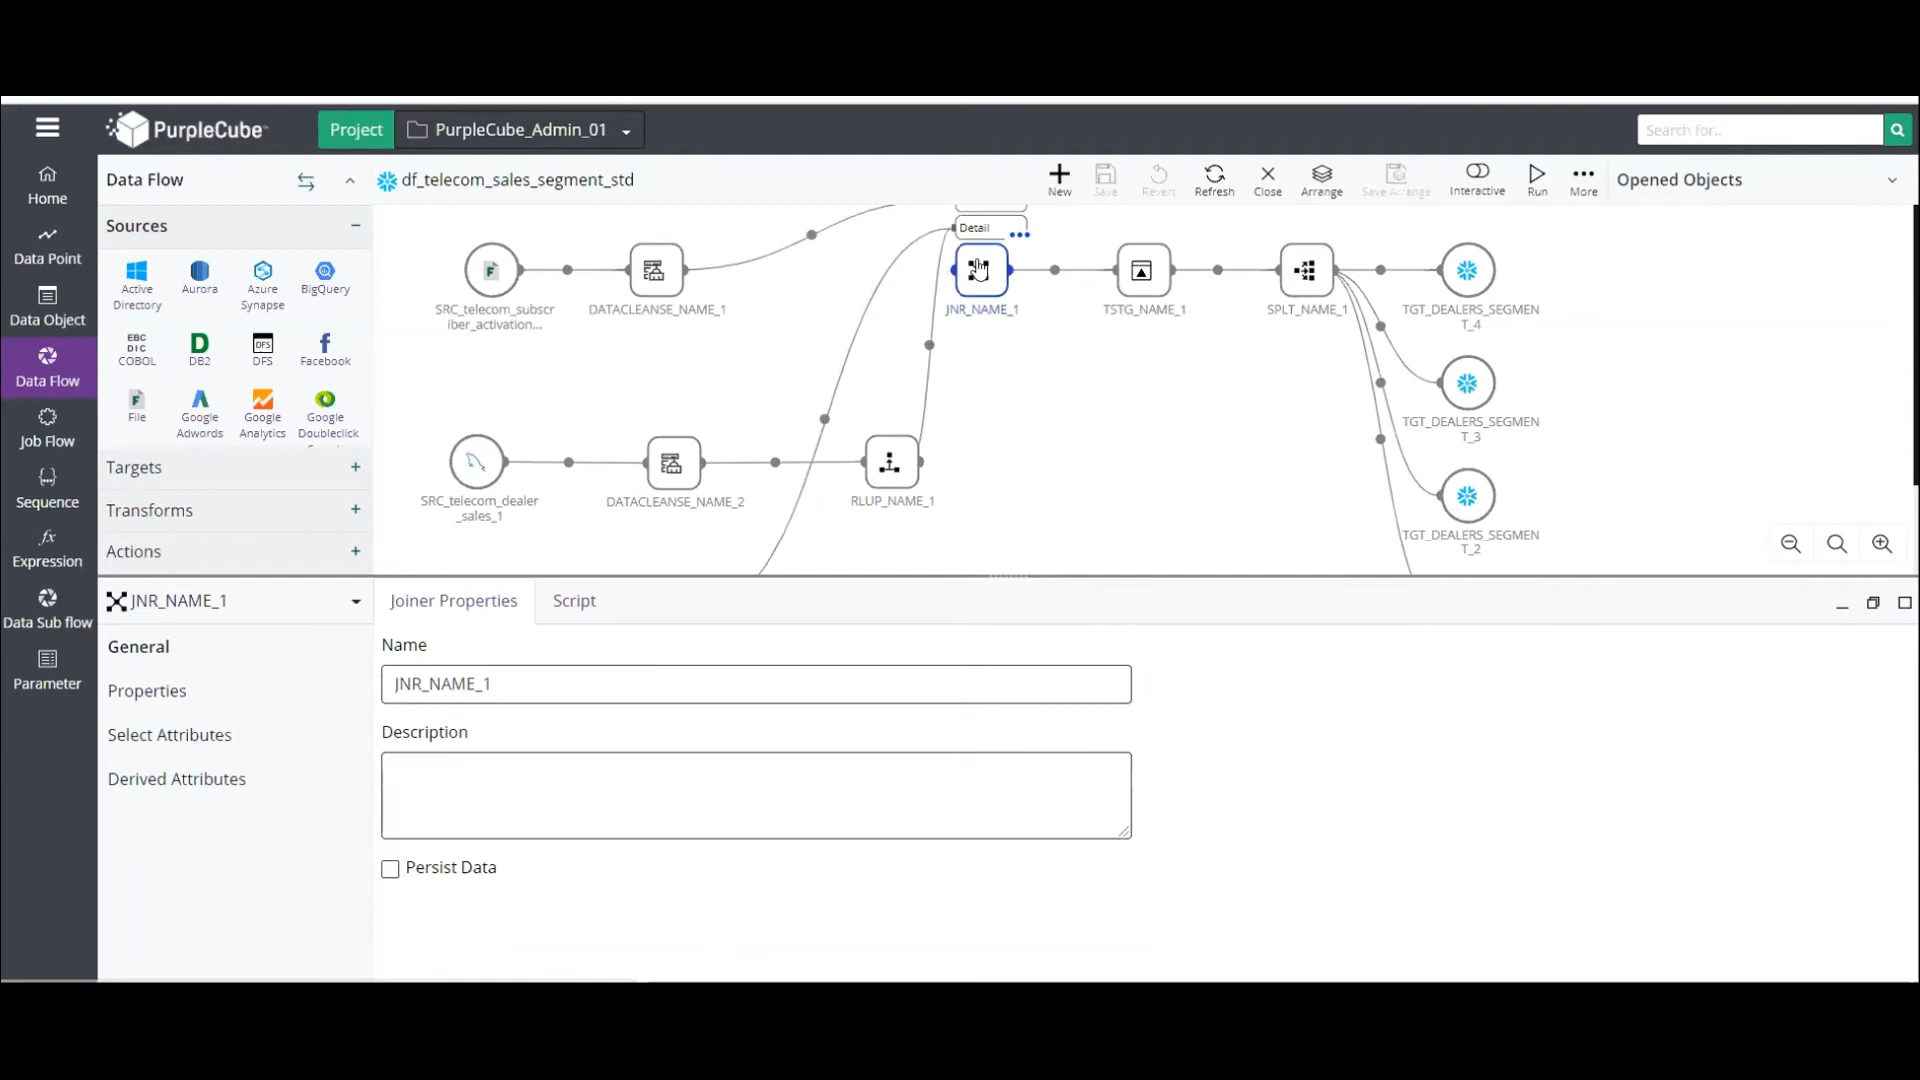 PurpleCube
Project
PurpleCube_Admin_01
Search for..
Home
Data Point
Data Object
Data Flow
Job Flow
Sequence
Expression
Data Sub flow
Parameter
Data Flow
df_telecom_sales_segment_std
New
Save
Revert
Refresh
Close
Arrange
Save Arrange
Interactive
Run
More
Opened Objects
Sources
Active
Directory
Aurora
Azure
Synapse
BigQuery
EBC
DIC
COBOL
DB2
DFS
DFS
Facebook
File
Google
Adwords
Google
Analytics
Google
Doubleclick
Targets
Transforms
Actions
Detail
SRC_telecom_subscr
iber_activation...
DATACLEANSE_NAME_1
JNR_NAME_1
TSTG_NAME_1
SPLT_NAME_1
TGT_DEALERS_SEGMEN
T_4
TGT_DEALERS_SEGMEN
T_3
SRC_telecom_dealer
_sales_1
DATACLEANSE_NAME_2
RLUP_NAME_1
TGT_DEALERS_SEGMEN
T_2
JNR_NAME_1
General
Properties
Select Attributes
Derived Attributes
Joiner Properties
Script
Name
JNR_NAME_1
Description
Persist Data